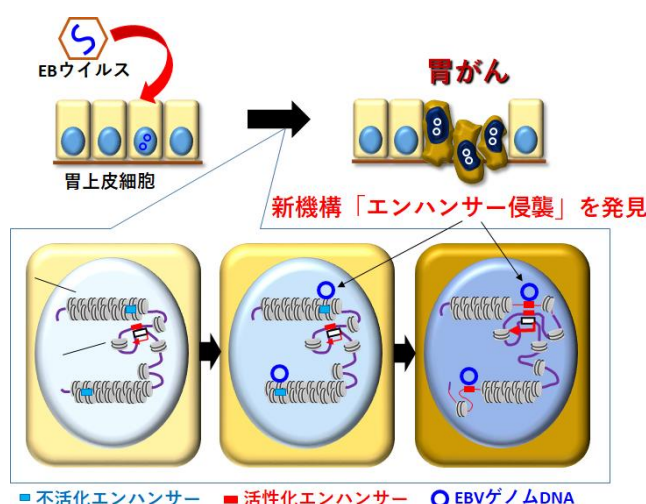 EBウイルス
胃がん
胃上皮細胞
新機構「エンハンサー侵襲」を発見
不活化エンハンサー 活性化エンハンサー EBVゲノムDNA